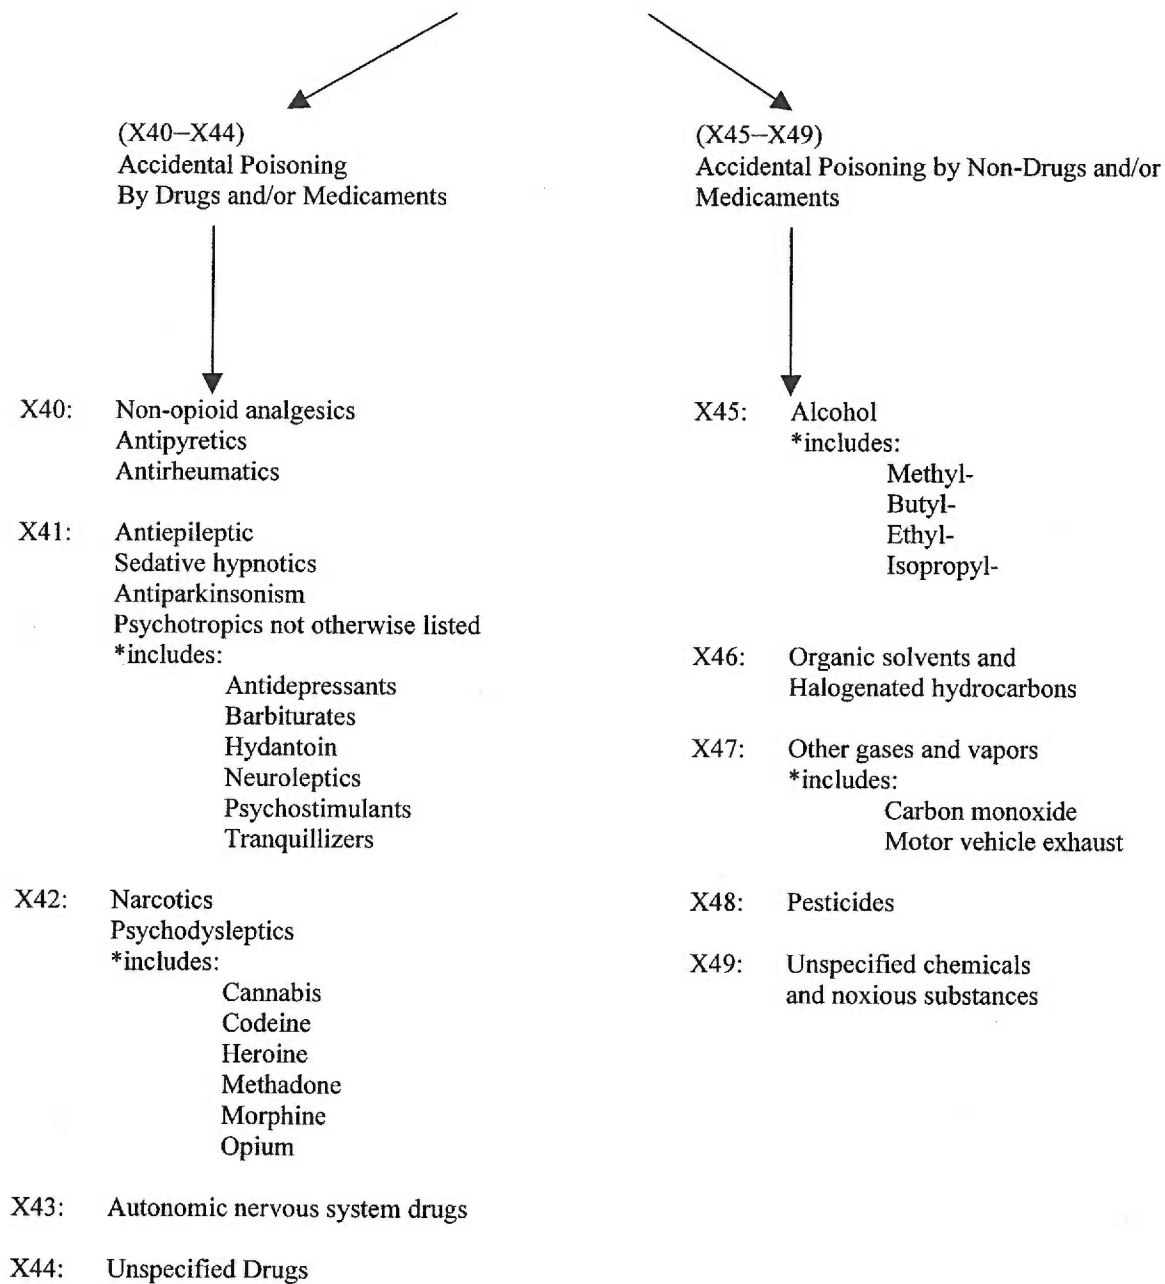 (X40–X44)
Accidental Poisoning
By Drugs and/or Medicaments
X40: Non-opioid analgesics
Antipyretics
Antirheumatics
X41: Antiepileptic
Sedative hypnotics
Antiparkinsonism
Psychotropics not otherwise listed
*includes:
Antidepressants
Barbiturates
Hydantoin
Neuroleptics
Psychostimulants
Tranquillizers
X42: Narcotics
Psychodysleptics
*includes:
Cannabis
Codeine
Heroine
Methadone
Morphine
Opium
X43: Autonomic nervous system drugs
X44: Unspecified Drugs
(X45–X49)
Accidental Poisoning by Non-Drugs and/or
Medicaments
X45: Alcohol
*includes:
Methyl-
Butyl-
Ethyl-
Isopropyl-
X46: Organic solvents and
Halogenated hydrocarbons
X47: Other gases and vapors
*includes:
Carbon monoxide
Motor vehicle exhaust
X48: Pesticides
X49: Unspecified chemicals
and noxious substances